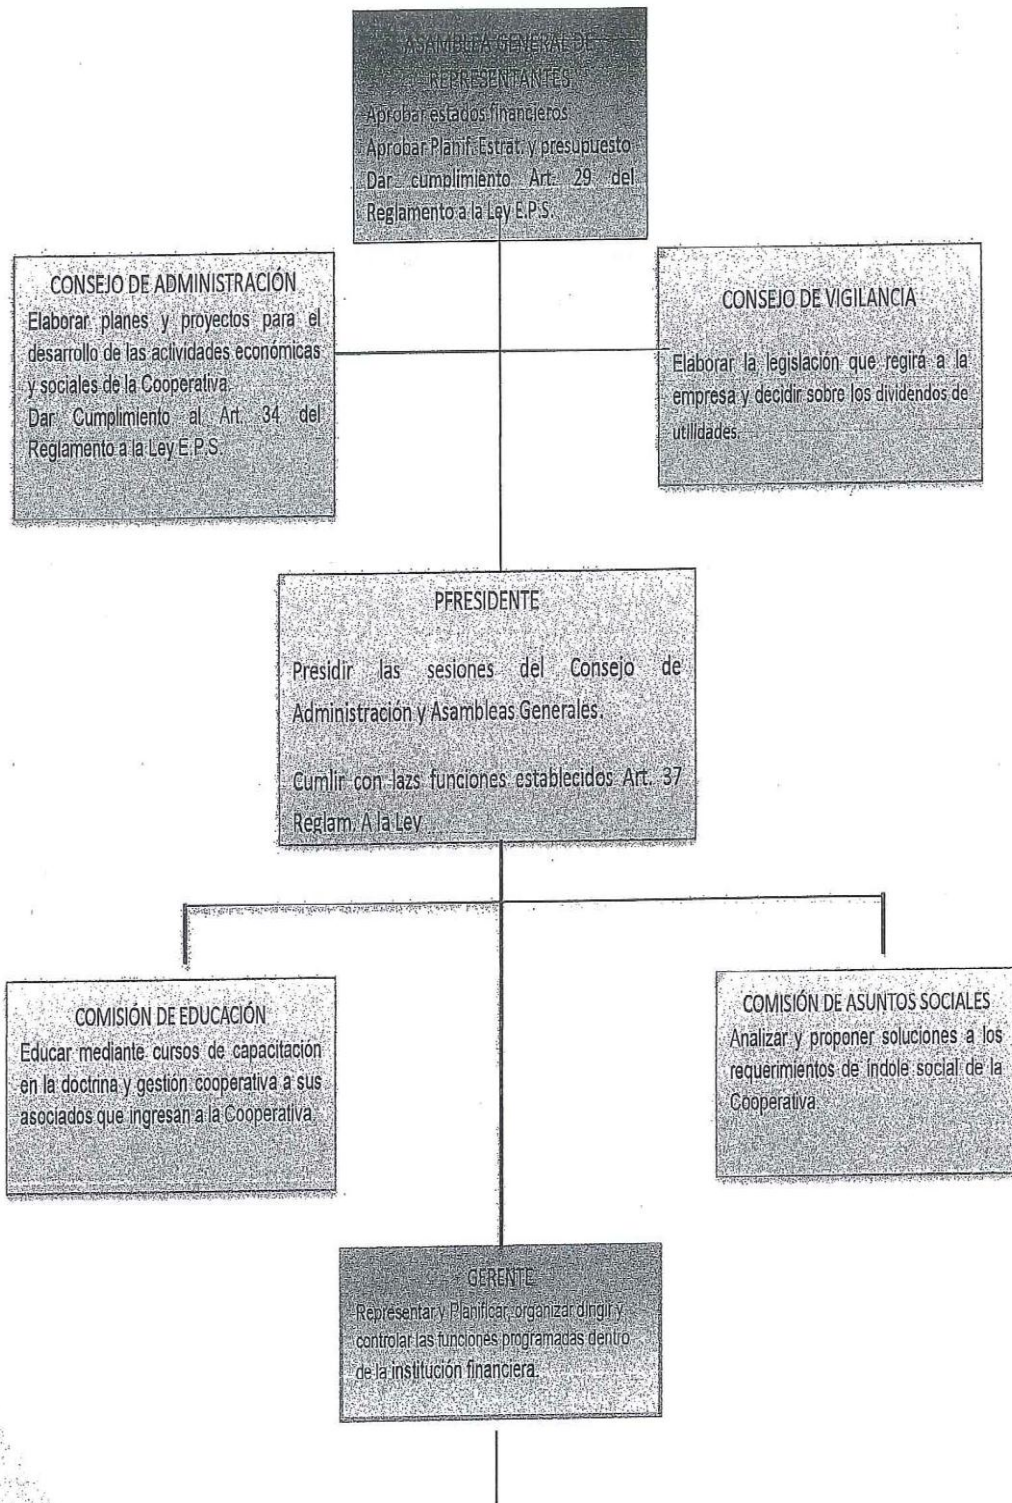 ASAMBLEA GENERAL DE
REPRESENTANTES
Aprobar estados financieros
Aprobar Planif. Estrat. y presupuesto
Dar cumplimiento Art. 29 del
Reglamento a la Ley E.P.S.
CONSEJO DE ADMINISTRACIÓN
Elaborar planes y proyectos para el
desarrollo de las actividades económicas
y sociales de la Cooperativa.
Dar Cumplimiento al Art. 34 del
Reglamento a la Ley E.P.S.
CONSEJO DE VIGILANCIA
Elaborar la legislación que regirá a la
empresa y decidir sobre los dividendos de
utilidades.
PFRESIDENTE
Presidir las sesiones del Consejo de
Administración y Asambleas Generales.
Cumlir con lazs funciones establecidos Art. 37
Reglam. A la Ley
COMISIÓN DE EDUCACIÓN
Educar mediante cursos de capacitación
en la doctrina y gestión cooperativa a sus
asociados que ingresan a la Cooperativa.
COMISIÓN DE ASUNTOS SOCIALES
Analizar y proponer soluciones a los
requerimientos de índole social de la
Cooperativa
GERENTE
Representar y Planificar, organizar dirigir y
controlar las funciones programadas dentro
de la institución financiera.